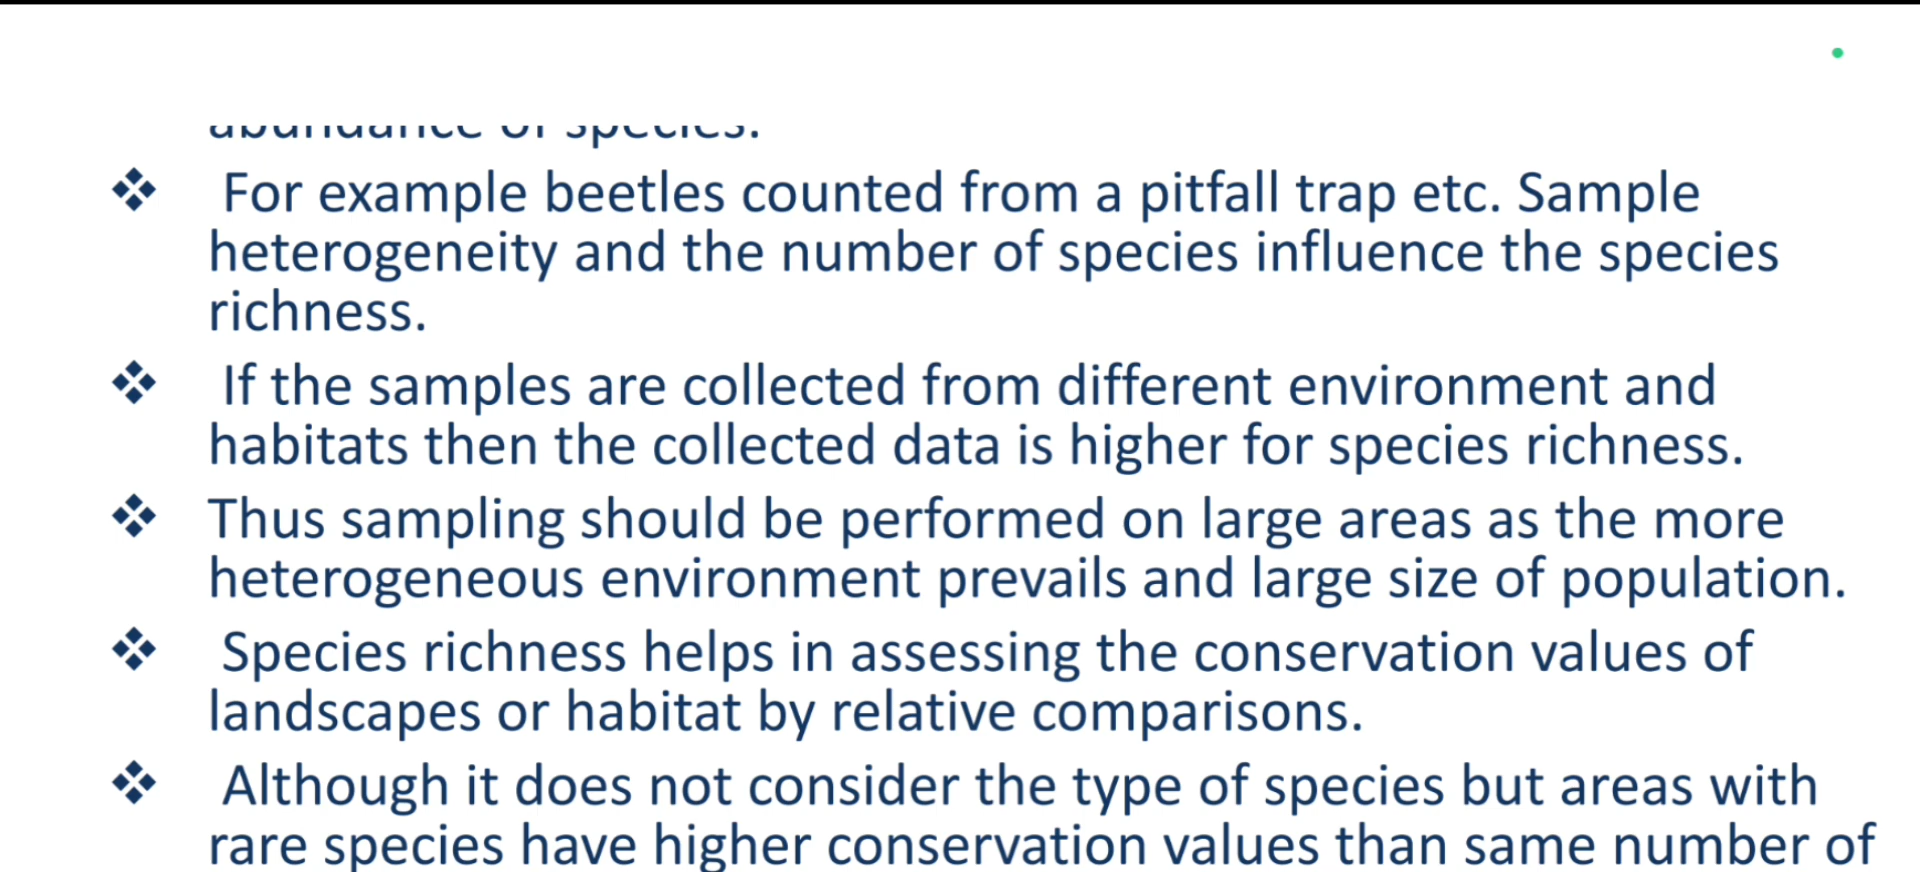 abundance of species.
❖ For example beetles counted from a pitfall trap etc. Sample
heterogeneity and the number of species influence the species
richness.
❖ If the samples are collected from different environment and
habitats then the collected data is higher for species richness.
❖ Thus sampling should be performed on large areas as the more
heterogeneous environment prevails and large size of population.
❖ Species richness helps in assessing the conservation values of
landscapes or habitat by relative comparisons.
❖ Although it does not consider the type of species but areas with
rare species have higher conservation values than same number of